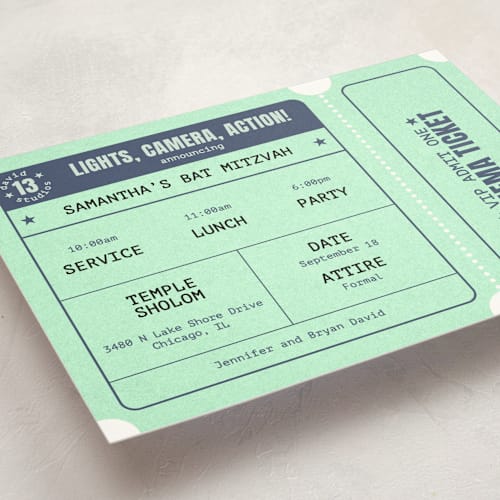 david
13
studios
LIGHTS, CAMERA, ACTION!
announcing
SAMANTHA'S BAT MITZVAH
10:00am
SERVICE
11:00am
LUNCH
6:00pm
PARTY
TEMPLE
SHOLOM
3480 N Lake Shore Drive
Chicago, IL
DATE
September 18
ATTIRE
Formal
Jennifer and Bryan David
VIP ADMIT ONE
TICKET